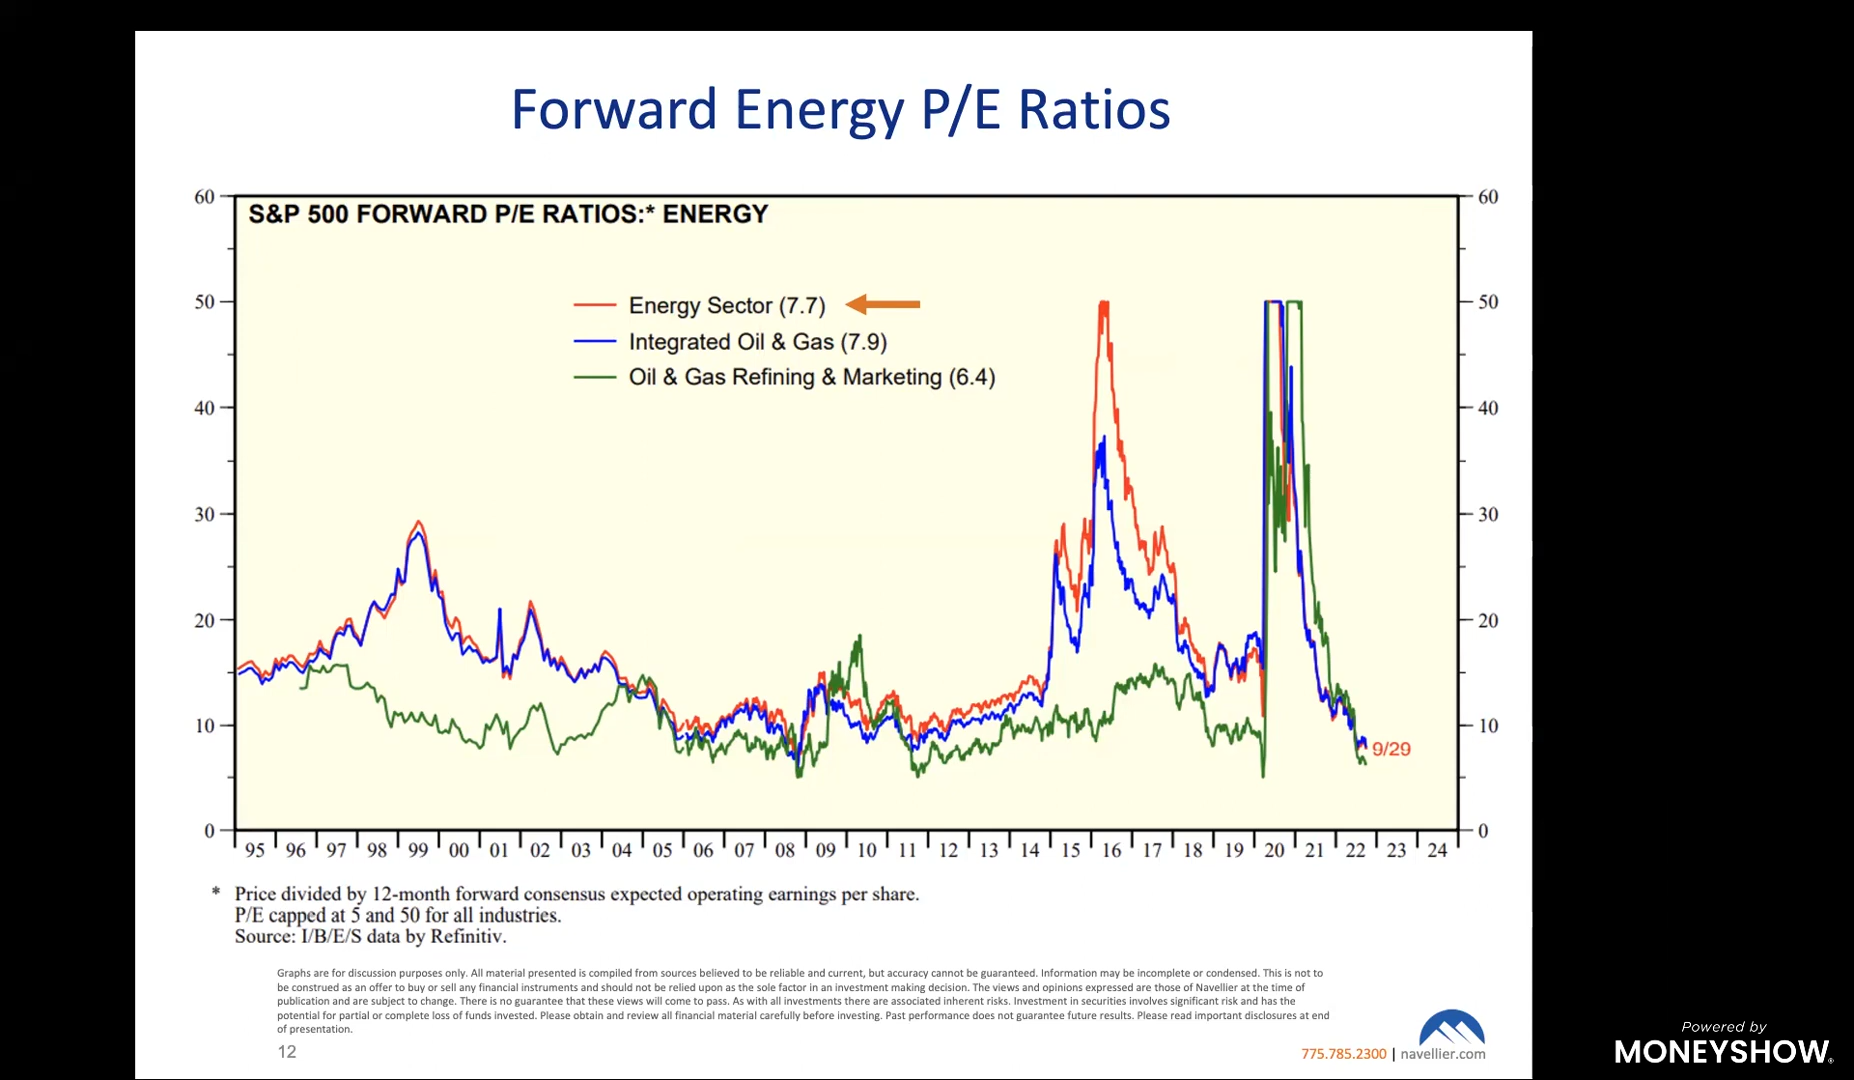 Forward Energy P/E Ratios
S&P 500 FORWARD P/E RATIOS:* ENERGY
Energy Sector (7.7)
Integrated Oil & Gas (7.9)
Oil & Gas Refining & Marketing (6.4)
60
50
40
30
20
10
0
60
50
40
30
20
10
0
9/29
95 96 97 98 99 00 01 02 03 04 05 06 07 08 09 10 11 12 13 14 15 16 17 18 19 20 21 22 23 24
* Price divided by 12-month forward consensus expected operating earnings per share.
P/E capped at 5 and 50 for all industries.
Source: I/B/E/S data by Refinitiv.
Graphs are for discussion purposes only. All material presented is compiled from sources believed to be reliable and current, but accuracy cannot be guaranteed. Information may be incomplete or condensed. This is not to
be construed as an offer to buy or sell any financial instruments and should not be relied upon as the sole factor in an investment making decision. The views and opinions expressed are those of Navellier at the time of
publication and are subject to change. There is no guarantee that these views will come to pass. As with all investments there are associated inherent risks. Investment in securities involves significant risk and has the
potential for partial or complete loss of funds invested. Please obtain and review all financial material carefully before investing. Past performance does not guarantee future results. Please read important disclosures at end
of presentation.
12
775.785.2300 | navellier.com
Powered by
MONEYSHOW®